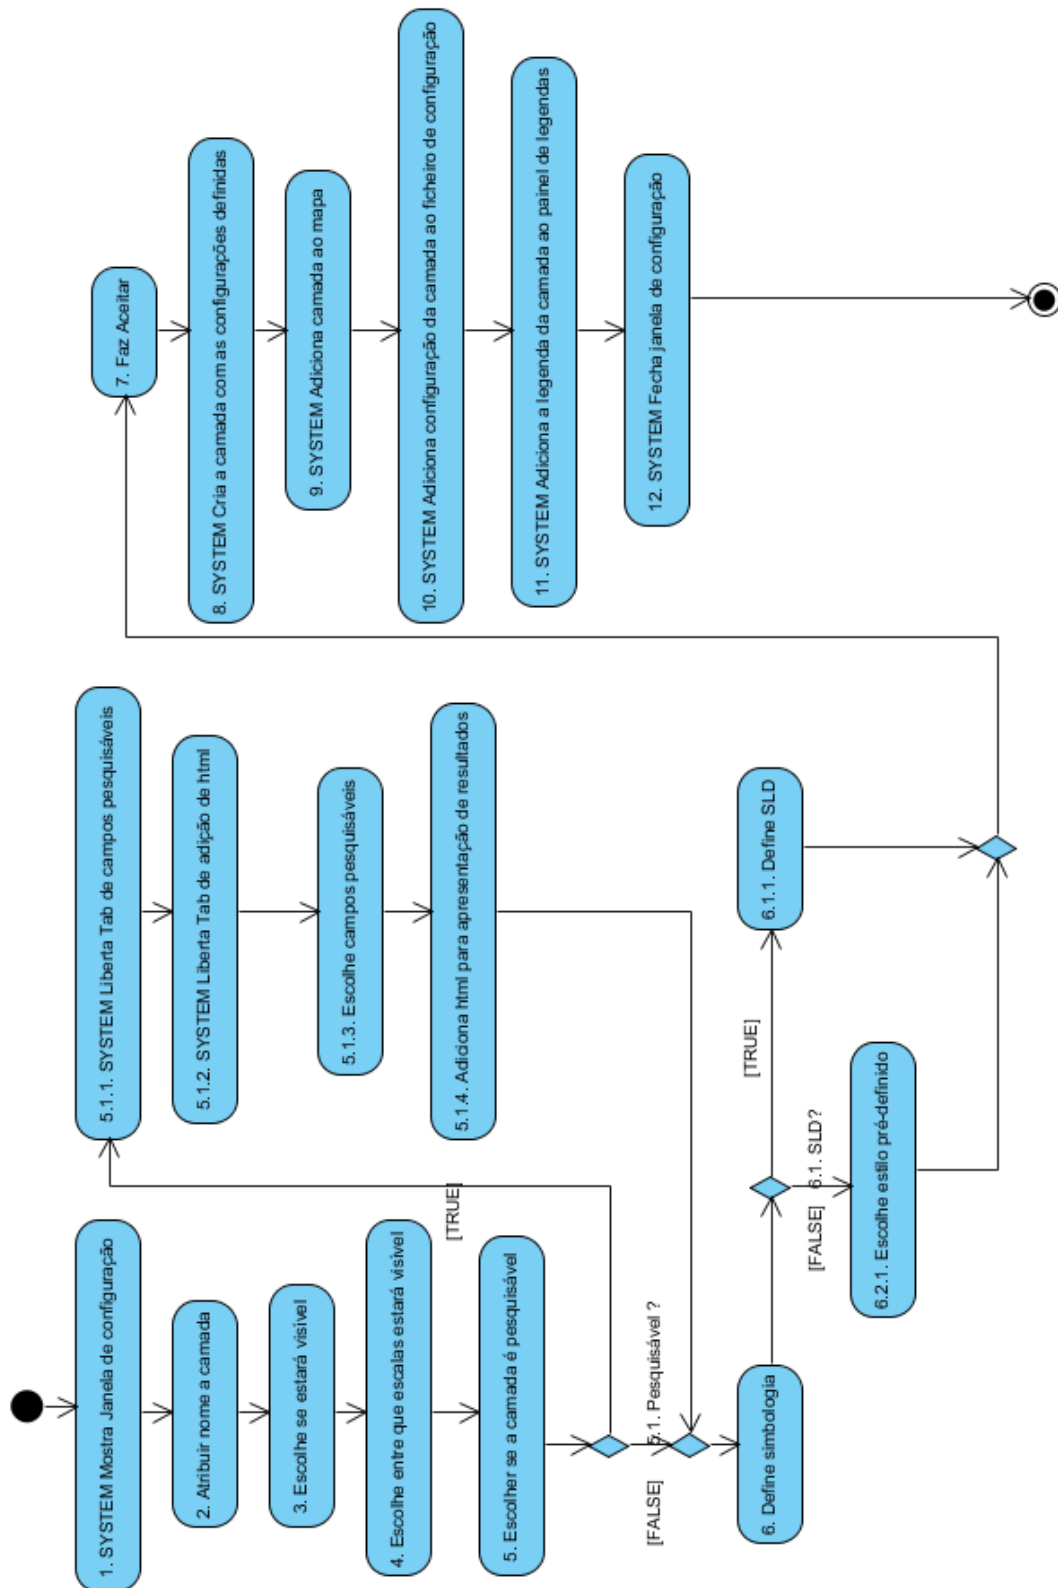 1. SYSTEM Mostra Janela de configuração
2. Atribuir nome a camada
3. Escolhe se estará visível
4. Escolhe entre que escalas estará visível
5. Escolher se a camada é pesquisável
5.1. Pesquisável ?
[TRUE]
[FALSE]
5.1.1. SYSTEM Liberta Tab de campos pesquisáveis
5.1.2. SYSTEM Liberta Tab de adição de html
5.1.3. Escolhe campos pesquisáveis
5.1.4. Adiciona html para apresentação de resultados
6. Define simbologia
6.1. SLD?
[TRUE]
[FALSE]
6.1.1. Define SLD
6.2.1. Escolhe estilo pré-definido
7. Faz Aceitar
8. SYSTEM Cria a camada com as configurações definidas
9. SYSTEM Adiciona camada ao mapa
10. SYSTEM Adiciona configuração da camada ao ficheiro de configuração
11. SYSTEM Adiciona a legenda da camada ao painel de legendas
12. SYSTEM Fecha janela de configuração